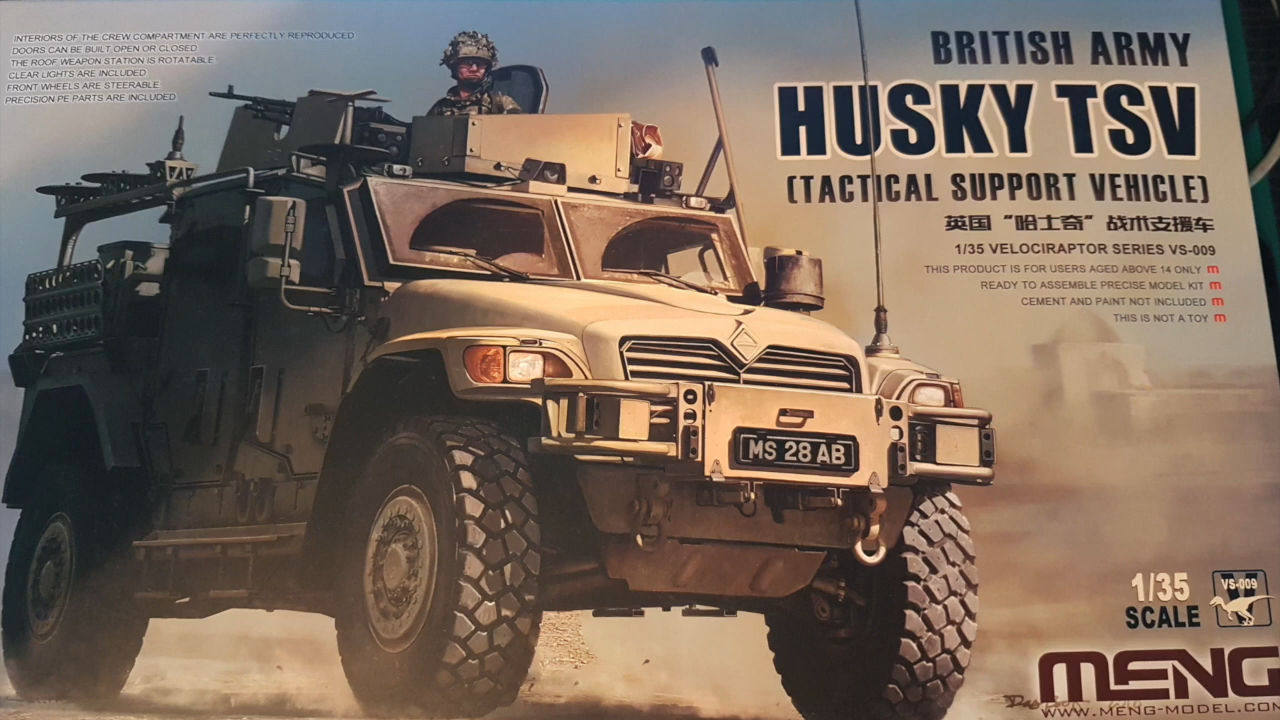 INTERIORS OF THE CREW COMPARTMENT ARE PERFECTLY REPRODUCED
DOORS CAN BE BUILT OPEN OR CLOSED
THE ROOF WEAPON STATION IS ROTATABLE
CLEAR LIGHTS ARE INCLUDED
FRONT WHEELS ARE STEERABLE
PRECISION PE PARTS ARE INCLUDED
BRITISH ARMY
HUSKY TSV
(TACTICAL SUPPORT VEHICLE)
英国“哈士奇”战术支援车
1/35 VELOCIRAPTOR SERIES VS-009
THIS PRODUCT IS FOR USERS AGED ABOVE 14 ONLY
READY TO ASSEMBLE PRECISE MODEL KIT
CEMENT AND PAINT NOT INCLUDED
THIS IS NOT A TOY
MS 28 AB
1/35
SCALE
VS-009
MENG
WWW.MENG-MODEL.COM